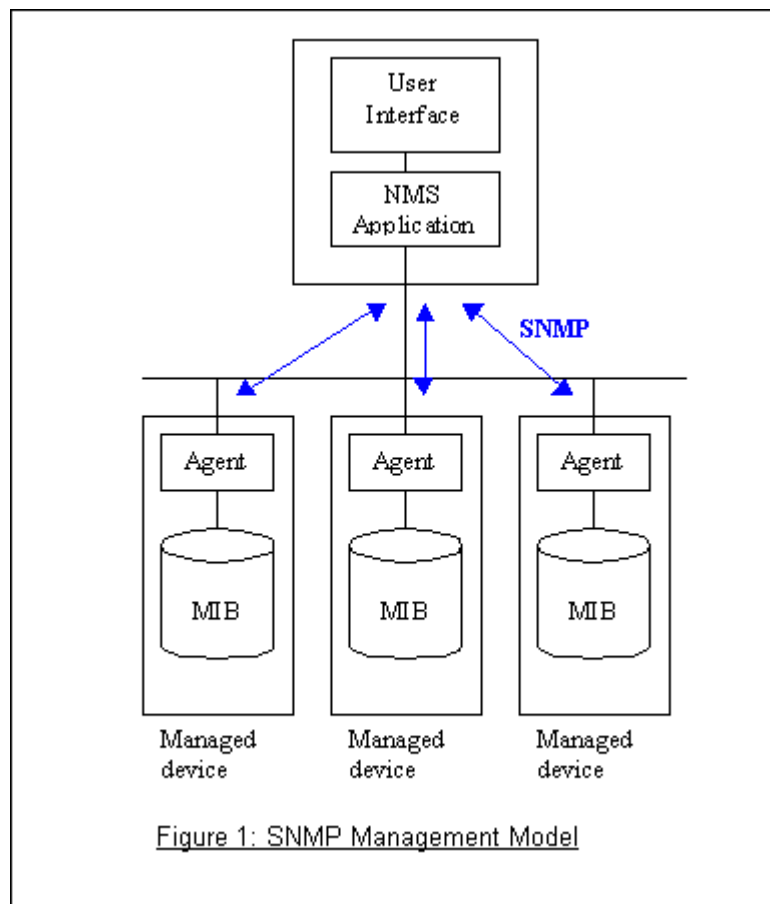 User
Interface
NMS
Application
SNMP
Agent
Agent
Agent
MIB
MIB
MIB
Managed
device
Managed
device
Managed
device
Figure 1: SNMP Management Model